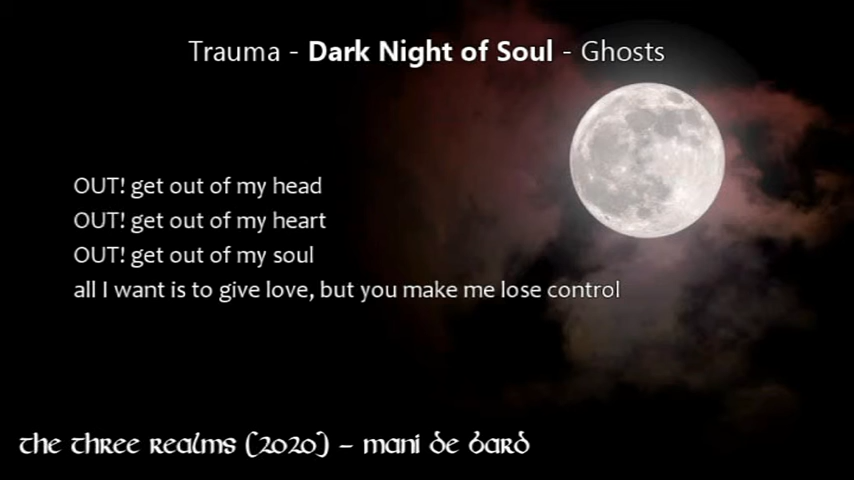 Trauma - Dark Night of Soul - Ghosts
OUT! get out of my head
OUT! get out of my heart
OUT! get out of my soul
all I want is to give love, but you make me lose control
the three realms (2020) - mani de bard